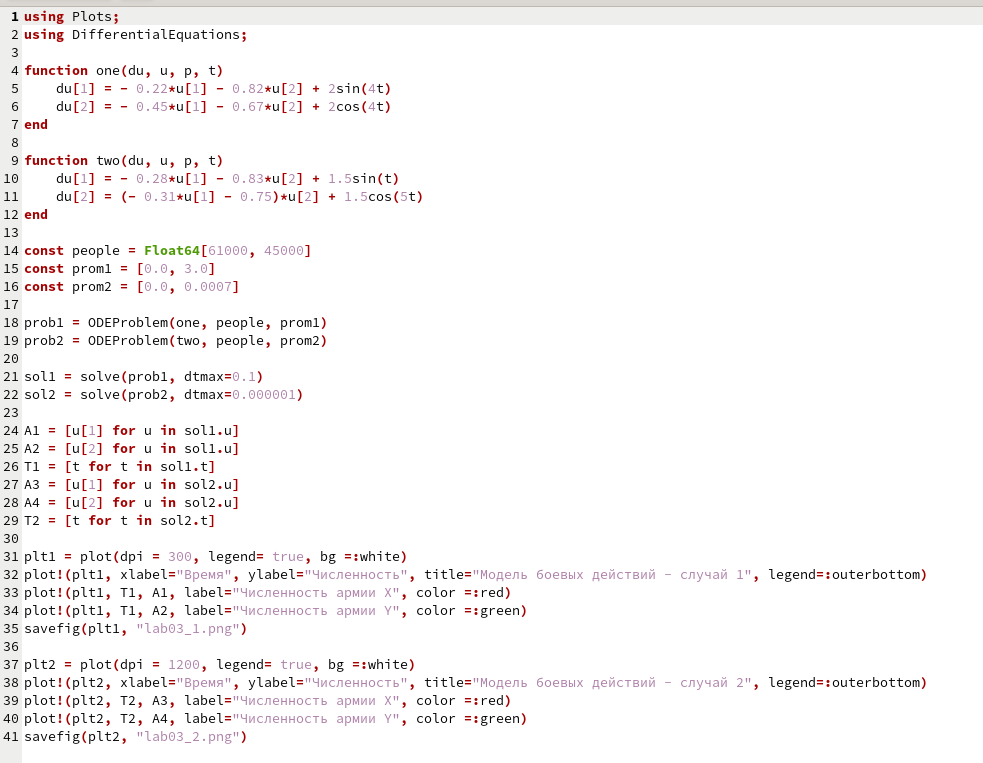 1 using Plots;
2 using DifferentialEquations;
3
4 function one(du, u, p, t)
5     du[1] = - 0.22*u[1] - 0.82*u[2] + 2sin(4t)
6     du[2] = - 0.45*u[1] - 0.67*u[2] + 2cos(4t)
7 end
8
9 function two(du, u, p, t)
10     du[1] = - 0.28*u[1] - 0.83*u[2] + 1.5sin(t)
11     du[2] = (- 0.31*u[1] - 0.75)*u[2] + 1.5cos(5t)
12 end
13
14 const people = Float64[61000, 45000]
15 const prom1 = [0.0, 3.0]
16 const prom2 = [0.0, 0.0007]
17
18 prob1 = ODEProblem(one, people, prom1)
19 prob2 = ODEProblem(two, people, prom2)
20
21 sol1 = solve(prob1, dtmax=0.1)
22 sol2 = solve(prob2, dtmax=0.000001)
23
24 A1 = [u[1] for u in sol1.u]
25 A2 = [u[2] for u in sol1.u]
26 T1 = [t for t in sol1.t]
27 A3 = [u[1] for u in sol2.u]
28 A4 = [u[2] for u in sol2.u]
29 T2 = [t for t in sol2.t]
30
31 plt1 = plot(dpi = 300, legend= true, bg =:white)
32 plot!(plt1, xlabel="Время", ylabel="Численность", title="Модель боевых действий - случай 1", legend=:outerbottom)
33 plot!(plt1, T1, A1, label="Численность армии X", color =:red)
34 plot!(plt1, T1, A2, label="Численность армии Y", color =:green)
35 savefig(plt1, "lab03_1.png")
36
37 plt2 = plot(dpi = 1200, legend= true, bg =:white)
38 plot!(plt2, xlabel="Время", ylabel="Численность", title="Модель боевых действий - случай 2", legend=:outerbottom)
39 plot!(plt2, T2, A3, label="Численность армии X", color =:red)
40 plot!(plt2, T2, A4, label="Численность армии Y", color =:green)
41 savefig(plt2, "lab03_2.png")